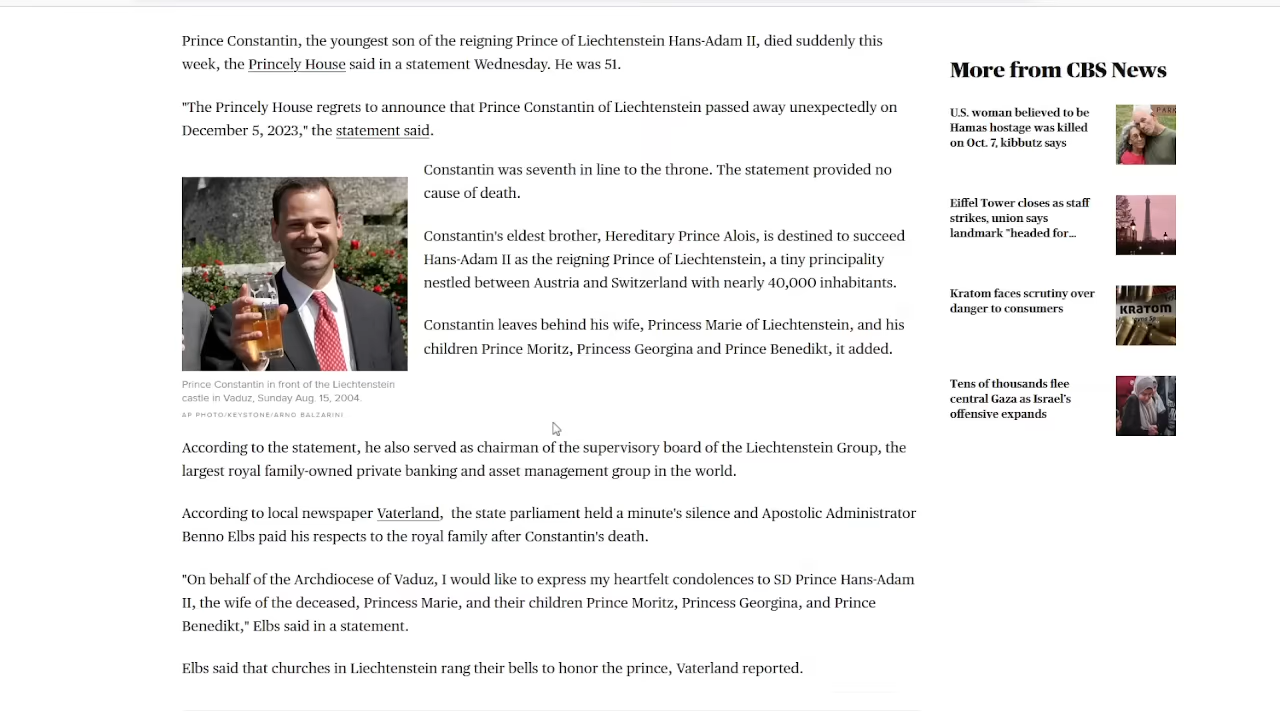 Prince Constantin, the youngest son of the reigning Prince of Liechtenstein Hans-Adam II, died suddenly this
week, the Princely House said in a statement Wednesday. He was 51.
"The Princely House regrets to announce that Prince Constantin of Liechtenstein passed away unexpectedly on
December 5, 2023," the statement said.
Constantin was seventh in line to the throne. The statement provided no
cause of death.
Constantin's eldest brother, Hereditary Prince Alois, is destined to succeed
Hans-Adam II as the reigning Prince of Liechtenstein, a tiny principality
nestled between Austria and Switzerland with nearly 40,000 inhabitants.
Constantin leaves behind his wife, Princess Marie of Liechtenstein, and his
children Prince Moritz, Princess Georgina and Prince Benedikt, it added.
Prince Constantin in front of the Liechtenstein
castle in Vaduz, Sunday Aug. 15, 2004.
AP PHOTO/KEYSTONE/ARNO BALZARINI
According to the statement, he also served as chairman of the supervisory board of the Liechtenstein Group, the
largest royal family-owned private banking and asset management group in the world.
According to local newspaper Vaterland, the state parliament held a minute's silence and Apostolic Administrator
Benno Elbs paid his respects to the royal family after Constantin's death.
"On behalf of the Archdiocese of Vaduz, I would like to express my heartfelt condolences to SD Prince Hans-Adam
II, the wife of the deceased, Princess Marie, and their children Prince Moritz, Princess Georgina, and Prince
Benedikt," Elbs said in a statement.
Elbs said that churches in Liechtenstein rang their bells to honor the prince, Vaterland reported.
More from CBS News
U.S. woman believed to be
Hamas hostage was killed
on Oct. 7, kibbutz says
PARK
Eiffel Tower closes as staff
strikes, union says
landmark "headed for...
Kratom faces scrutiny over
danger to consumers
KRATOM
Tens of thousands flee
central Gaza as Israel's
offensive expands